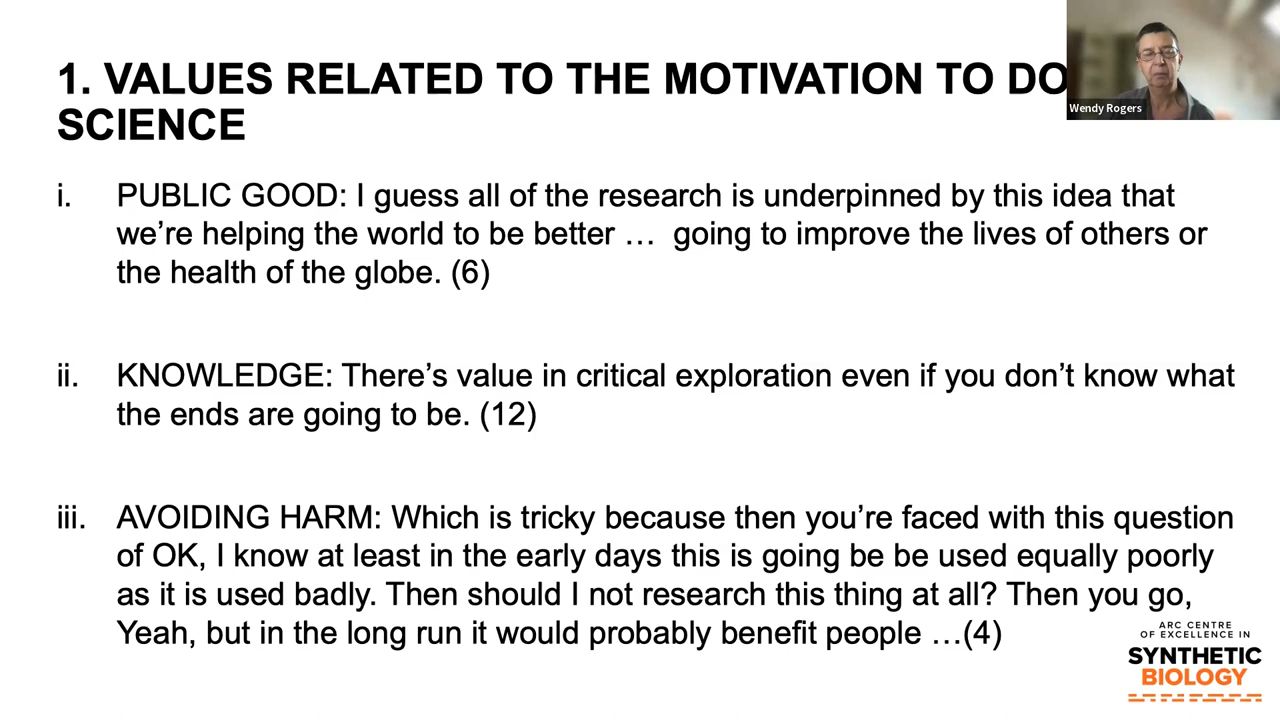 1. VALUES RELATED TO THE MOTIVATION TO DO
SCIENCE
Wendy Rogers
i. PUBLIC GOOD: I guess all of the research is underpinned by this idea that
we’re helping the world to be better … going to improve the lives of others or
the health of the globe. (6)
ii. KNOWLEDGE: There’s value in critical exploration even if you don’t know what
the ends are going to be. (12)
iii. AVOIDING HARM: Which is tricky because then you’re faced with this question
of OK, I know at least in the early days this is going be be used equally poorly
as it is used badly. Then should I not research this thing at all? Then you go,
Yeah, but in the long run it would probably benefit people …(4)
ARC CENTRE
OF EXCELLENCE IN
SYNTHETIC
BIOLOGY